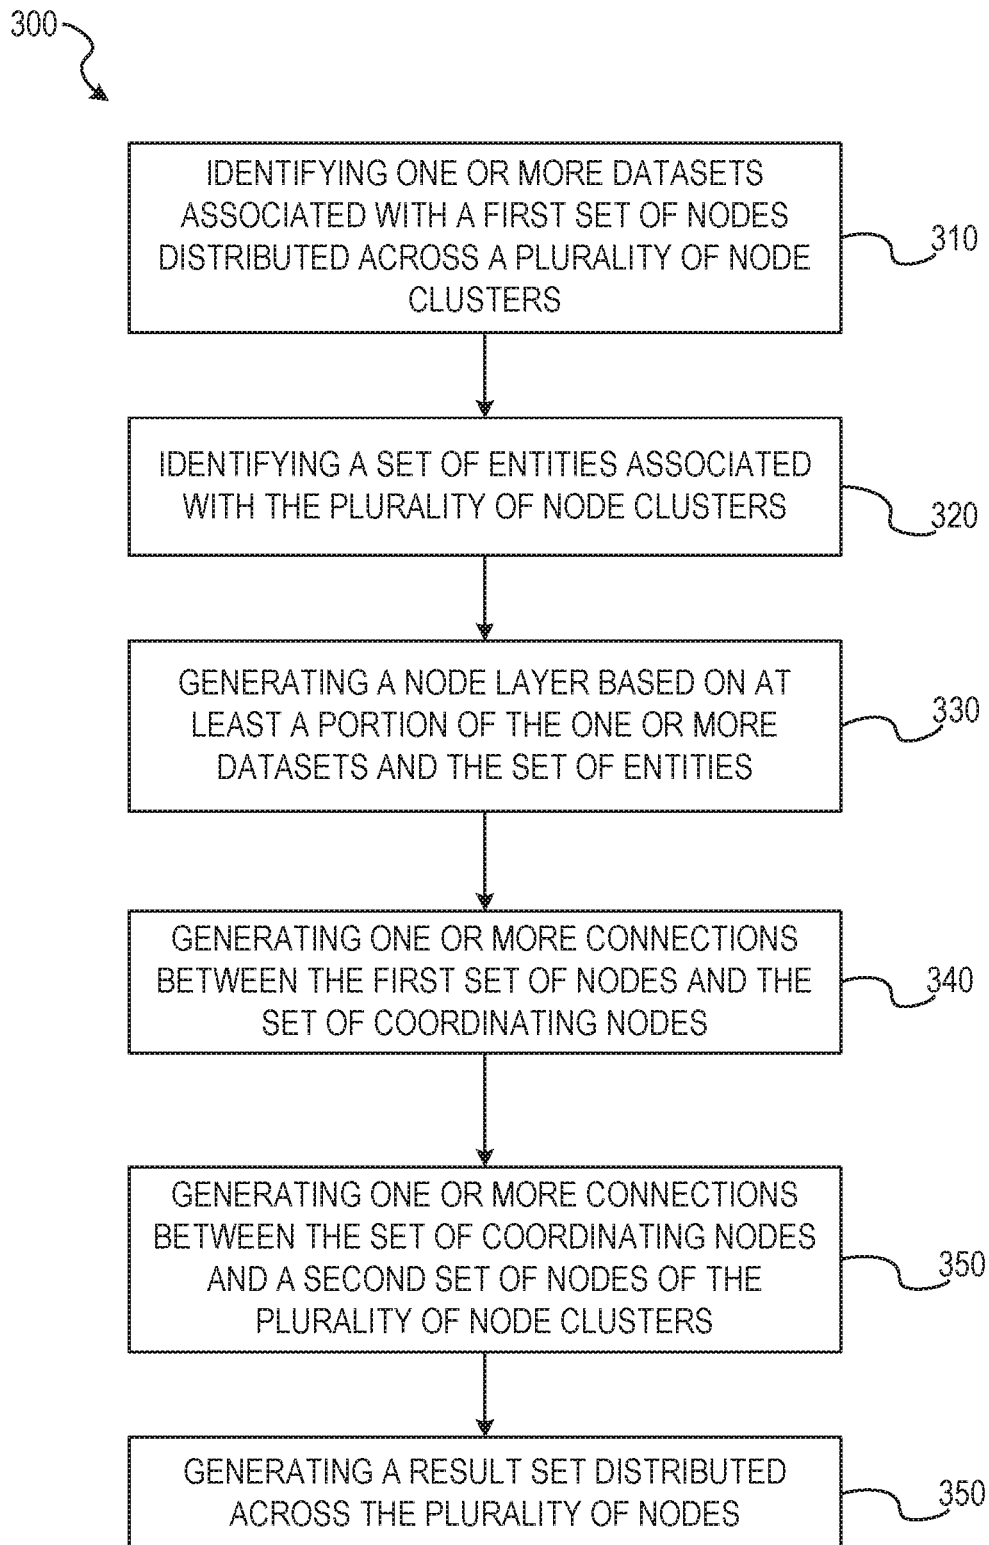 300
IDENTIFYING ONE OR MORE DATASETS
ASSOCIATED WITH A FIRST SET OF NODES
DISTRIBUTED ACROSS A PLURALITY OF NODE
CLUSTERS
310
IDENTIFYING A SET OF ENTITIES ASSOCIATED
WITH THE PLURALITY OF NODE CLUSTERS
320
GENERATING A NODE LAYER BASED ON AT
LEAST A PORTION OF THE ONE OR MORE
DATASETS AND THE SET OF ENTITIES
330
GENERATING ONE OR MORE CONNECTIONS
BETWEEN THE FIRST SET OF NODES AND THE
SET OF COORDINATING NODES
340
GENERATING ONE OR MORE CONNECTIONS
BETWEEN THE SET OF COORDINATING NODES
AND A SECOND SET OF NODES OF THE
PLURALITY OF NODE CLUSTERS
350
GENERATING A RESULT SET DISTRIBUTED
ACROSS THE PLURALITY OF NODES
350